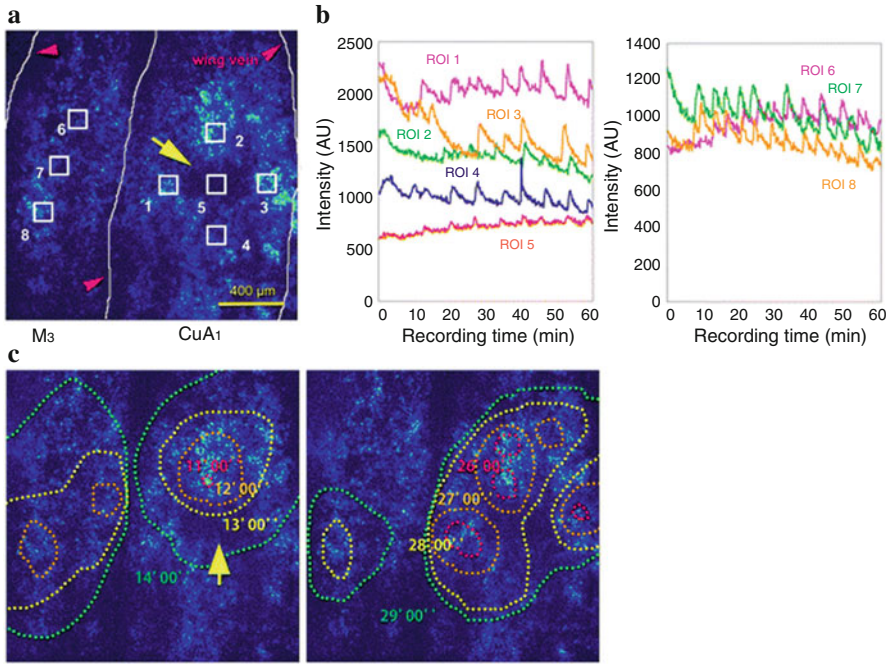 a
wing vein
6
2
7
1
5
3
8
4
400 μm
M3
CuA1
b
2500
2000
1500
1000
500
0
Intensity (AU)
ROI 1
ROI 3
ROI 2
ROI 4
ROI 5
0 10 20 30 40 50 60
Recording time (min)
1400
1200
1000
800
600
400
200
0
Intensity (AU)
ROI 6
ROI 7
ROI 8
0 10 20 30 40 50 60
Recording time (min)
c
11'00''
12'00''
13'00''
14'00''
26'00''
27'00''
28'00''
29'00''